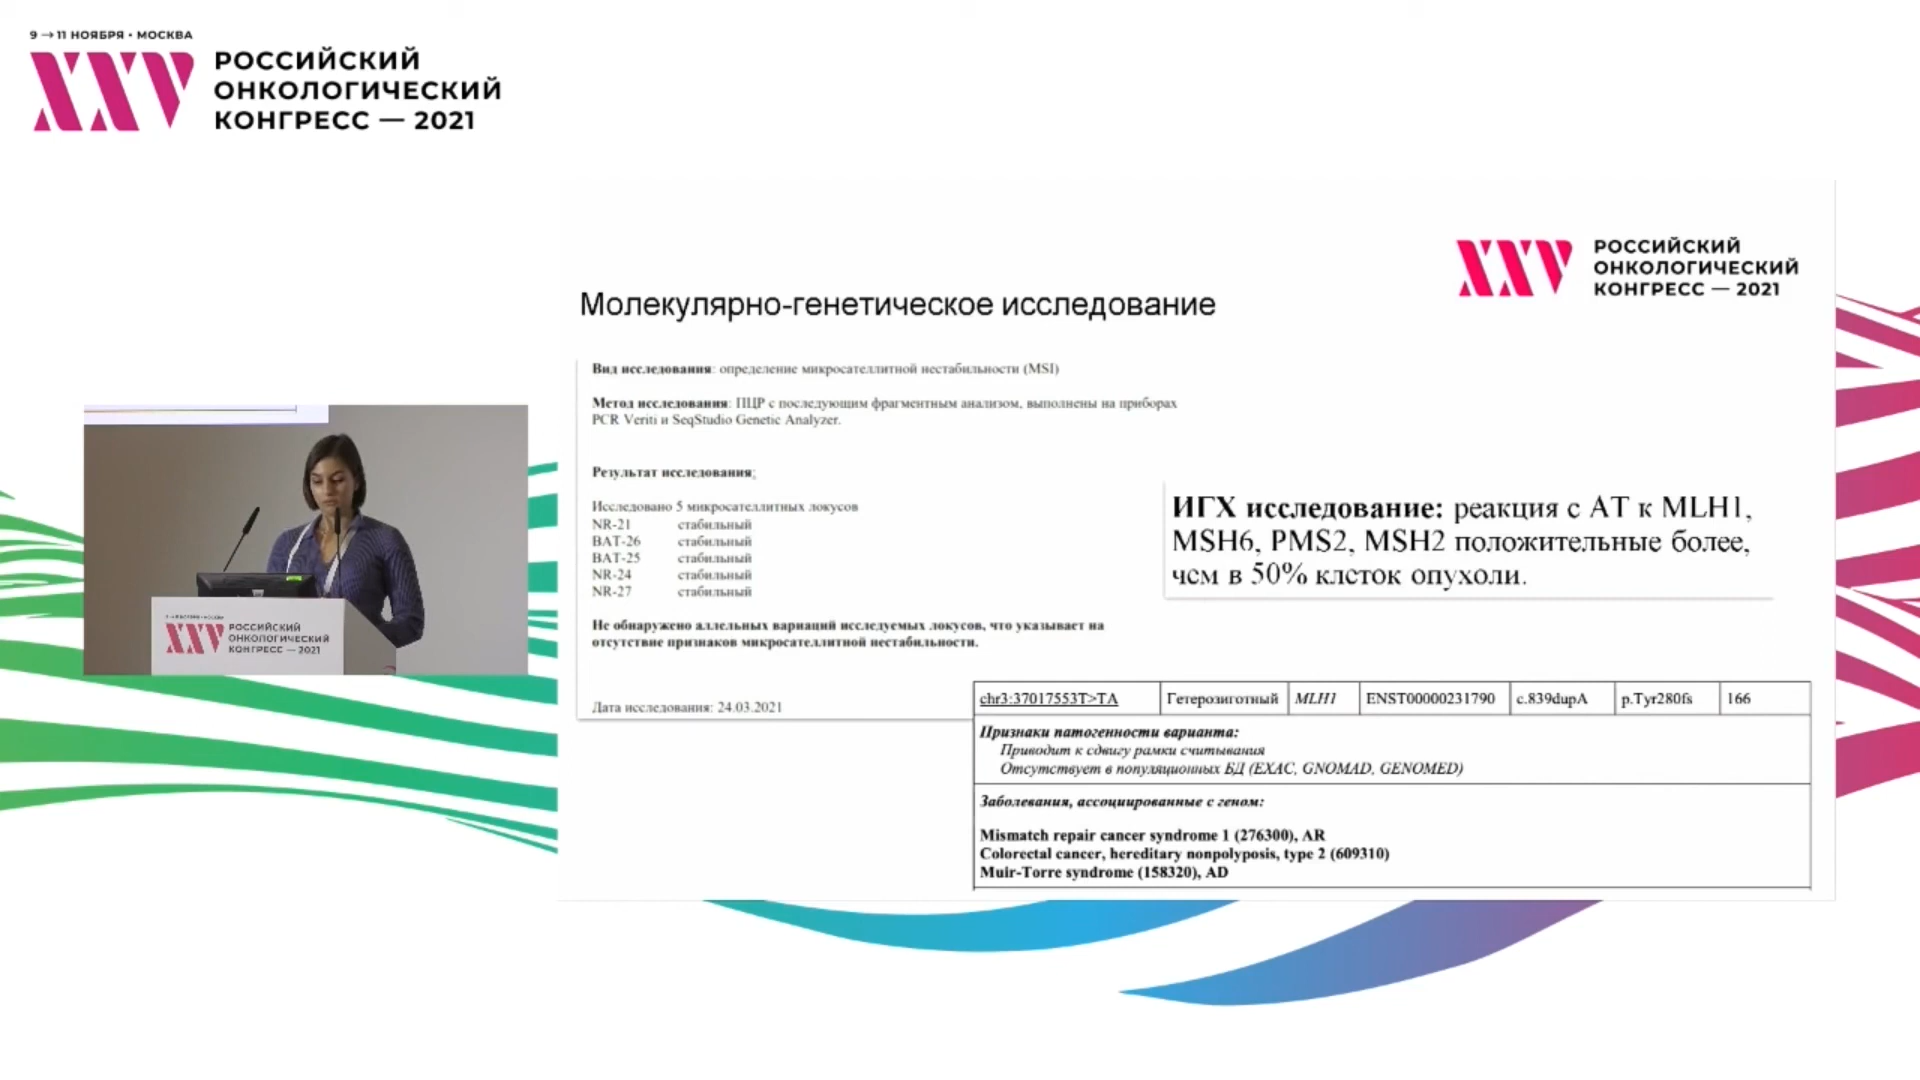 9→11 НОЯБРЯ • МОСКВА
XXV
РОССИЙСКИЙ
ОНКОЛОГИЧЕСКИЙ
КОНГРЕСС — 2021
XXV
РОССИЙСКИЙ
ОНКОЛОГИЧЕСКИЙ
КОНГРЕСС — 2021
Молекулярно-генетическое исследование
Вид исследования: определение микросателлитной нестабильности (MSI)
Метод исследования: ПЦР с последующим фрагментным анализом, выполнены на приборах
PCR Veriti и SeqStudio Genetic Analyzer.
Результат исследования:
Исследовано 5 микросателлитных локусов
NR-21 стабильный
BAT-26 стабильный
BAT-25 стабильный
NR-24 стабильный
NR-27 стабильный
Не обнаружено аллельных вариаций исследуемых локусов, что указывает на
отсутствие признаков микросателлитной нестабильности.
Дата исследования: 24.03.2021
ИГХ исследование: реакция с АТ к MLH1,
MSH6, PMS2, MSH2 положительные более,
чем в 50% клеток опухоли.
chr3:37017553T>TA Гетерозиготный MLH1 ENST00000231790 c.839dupA p.Tyr280fs 166
Признаки патогенности варианта:
Приводит к сдвигу рамки считывания
Отсутствует в популяционных БД (EXAC, GNOMAD, GENOMED)
Заболевания, ассоциированные с геном:
Mismatch repair cancer syndrome 1 (276300), AR
Colorectal cancer, hereditary nonpolyposis, type 2 (609310)
Muir-Torre syndrome (158320), AD
XXV
РОССИЙСКИЙ
ОНКОЛОГИЧЕСКИЙ
КОНГРЕСС — 2021